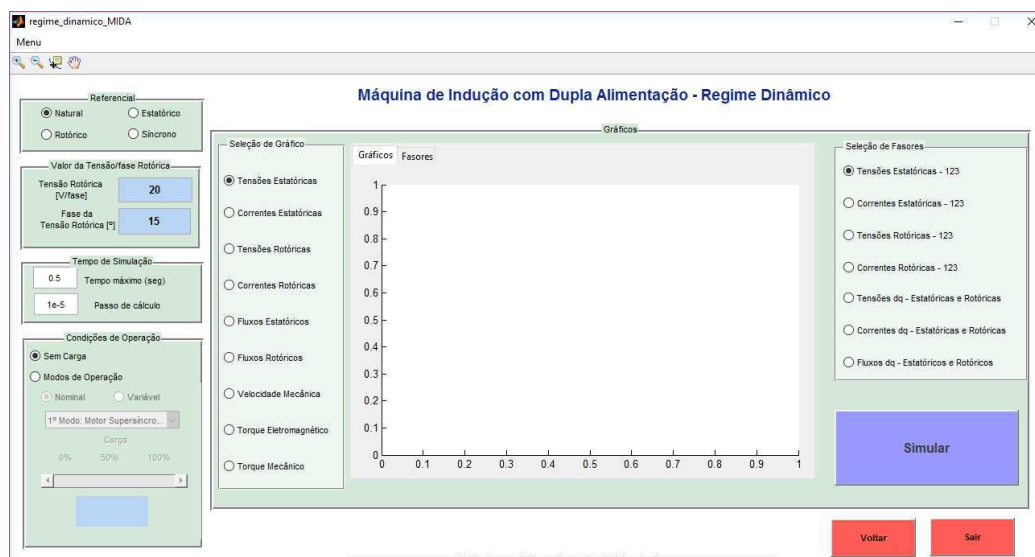 regime_dinamico_MIDA
Menu
Máquina de Indução com Dupla Alimentação - Regime Dinâmico
Referencial
Natural
Estatórico
Rotórico
Síncrono
Valor da Tensão/fase Rotórica
Tensão Rotórica
[V/fase]
20
Fase da
Tensão Rotórica [º]
15
Tempo de Simulação
0.5
Tempo máximo (seg)
1e-5
Passo de cálculo
Condições de Operação
Sem Carga
Modos de Operação
Nominal
Variável
1º Modo: Motor Supersíncro...
Carga
0%
50%
100%
Gráficos
Seleção de Gráfico
Tensões Estatóricas
Correntes Estatóricas
Tensões Rotóricas
Correntes Rotóricas
Fluxos Estatóricos
Fluxos Rotóricos
Velocidade Mecânica
Torque Eletromagnético
Torque Mecânico
Gráficos
Fasores
1
0.9
0.8
0.7
0.6
0.5
0.4
0.3
0.2
0.1
0
0 0.1 0.2 0.3 0.4 0.5 0.6 0.7 0.8 0.9 1
Seleção de Fasores
Tensões Estatóricas - 123
Correntes Estatóricas - 123
Tensões Rotóricas - 123
Correntes Rotóricas - 123
Tensões dq - Estatóricas e Rotóricas
Correntes dq - Estatóricas e Rotóricas
Fluxos dq - Estatóricos e Rotóricos
Simular
Voltar
Sair